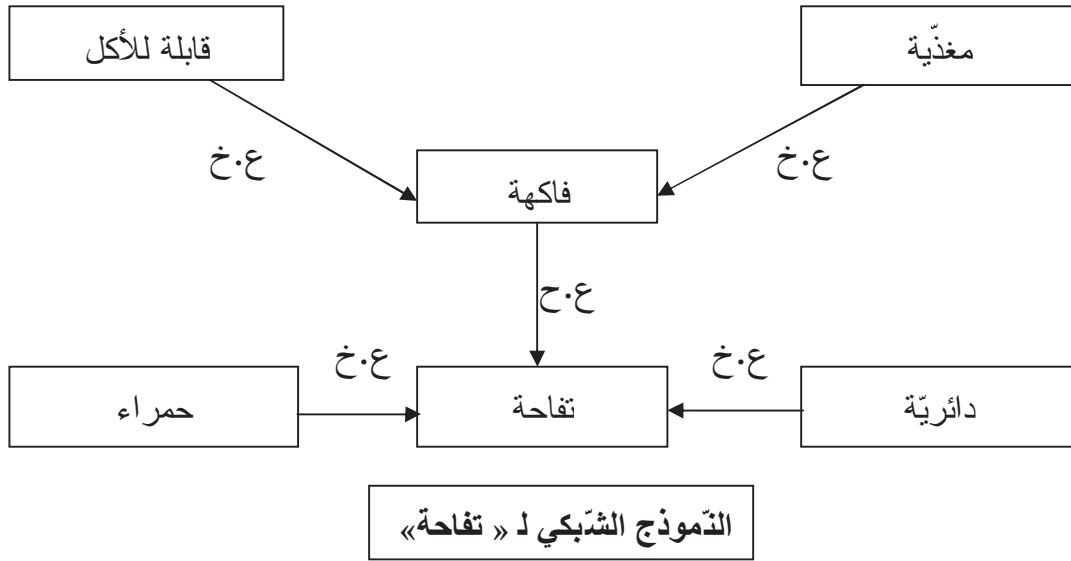 مغذّية
قابلة للأكل
ع.خ
ع.خ
فاكهة
ع.ح
ع.خ
ع.خ
دائريّة
تفاحة
حمراء
النّموذج الشّبكي لـ « تفاحة»